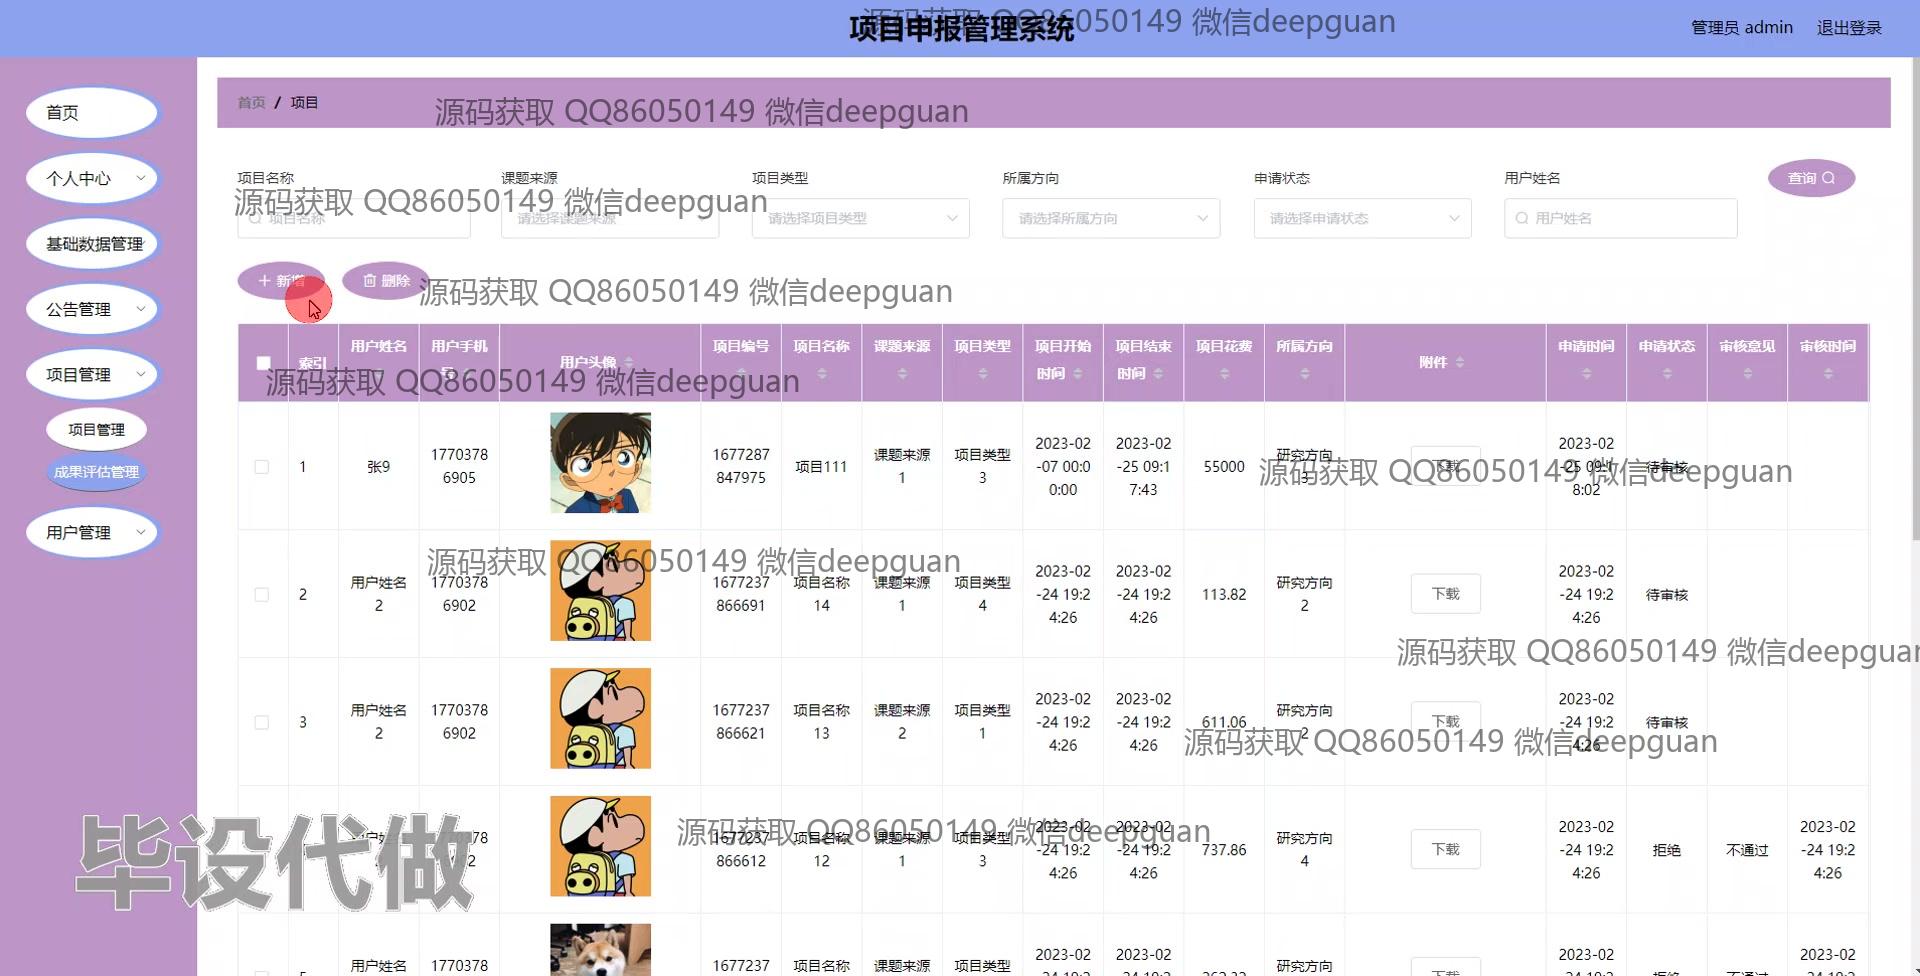 项目申报管理系统
源码获取 QQ86050149 微信deepguan
管理员 admin
退出登录
首页
个人中心
基础数据管理
公告管理
项目管理
项目管理
成果评估管理
用户管理
首页 / 项目
源码获取 QQ86050149 微信deepguan
项目名称 课题来源 项目类型 所属方向 申请状态 用户姓名
查询
源码获取 QQ86050149 微信deepguan
项目名称 请选择课题来源 请选择项目类型 请选择所属方向 请选择申请状态 用户姓名
新增 删除
源码获取 QQ86050149 微信deepguan
索引 用户姓名 用户手机号 用户头像 项目编号 项目名称 课题来源 项目类型 项目开始时间 项目结束时间 项目花费 所属方向 附件 申请时间 申请状态 审核意见 审核时间
源码获取 QQ86050149 微信deepguan
1 张9 17703786905 1677287847975 项目111 课题来源1 项目类型3 2023-02-07 00:00:00 2023-02-25 09:17:43 55000 研究方向3 下载 2023-02-25 09:18:02 待审核
源码获取 QQ86050149 微信deepguan
源码获取 QQ86050149 微信deepguan
2 用户姓名2 17703786902 1677237866691 项目名称14 课题来源1 项目类型4 2023-02-24 19:24:26 2023-02-24 19:24:26 113.82 研究方向2 下载 2023-02-24 19:24:26 待审核
源码获取 QQ86050149 微信deepguan
3 用户姓名2 17703786902 1677237866621 项目名称13 课题来源2 项目类型1 2023-02-24 19:24:26 2023-02-24 19:24:26 611.06 研究方向2 下载 2023-02-24 19:24:26 待审核
源码获取 QQ86050149 微信deepguan
源码获取 QQ86050149 微信deepguan
1677237866612 项目名称12 课题来源1 项目类型3 2023-02-24 19:24:26 2023-02-24 19:24:26 737.86 研究方向4 下载 2023-02-24 19:24:26 拒绝 不通过 2023-02-24 19:24:26
毕设代做
用户姓名 1770378 1677237 项目名称 课题来源 项目类型 2023-02 2023-02 研究方向 2023-02 2023-02